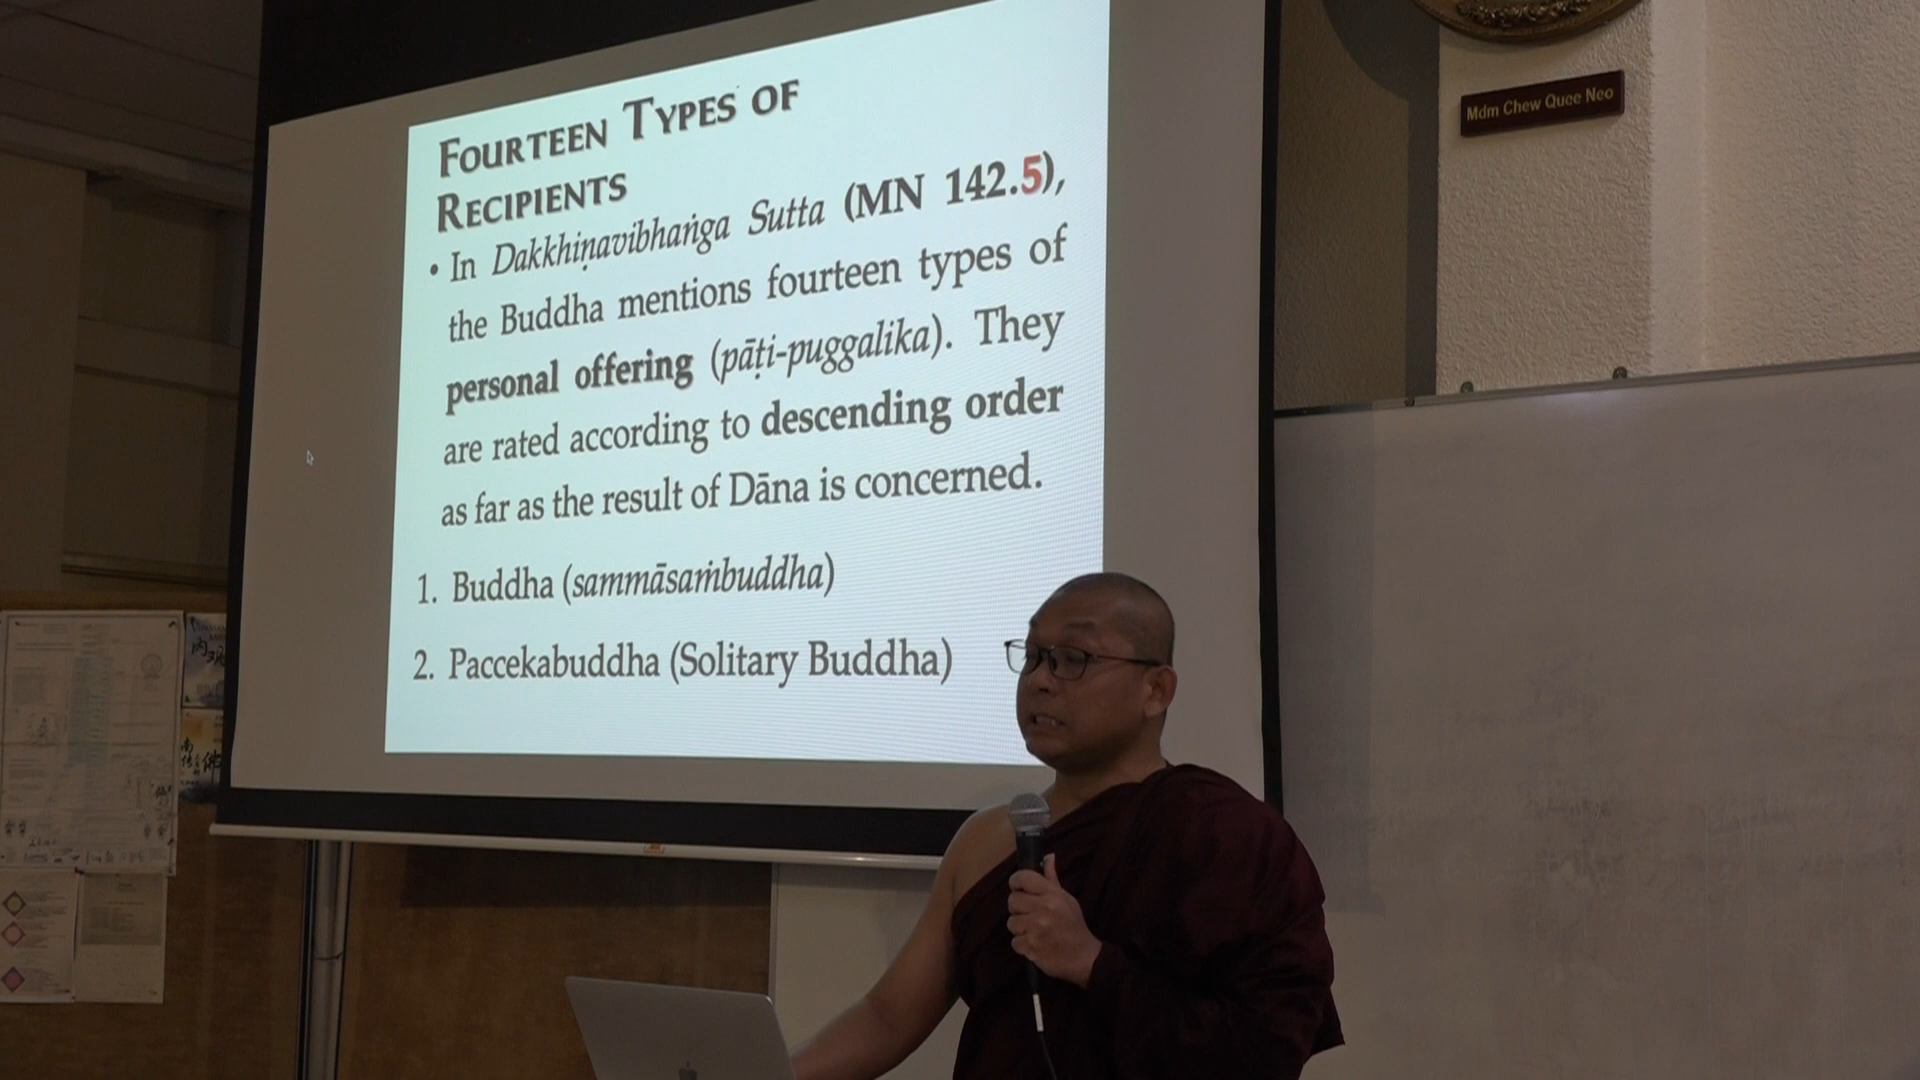 FOURTEEN TYPES OF
RECIPIENTS
• In Dakkhiṇavibhaṅga Sutta (MN 142.5),
the Buddha mentions fourteen types of
personal offering (pāṭi-puggalika). They
are rated according to descending order
as far as the result of Dāna is concerned.
1. Buddha (sammāsaṁbuddha)
2. Paccekabuddha (Solitary Buddha)
Mdm Chew Quee Neo